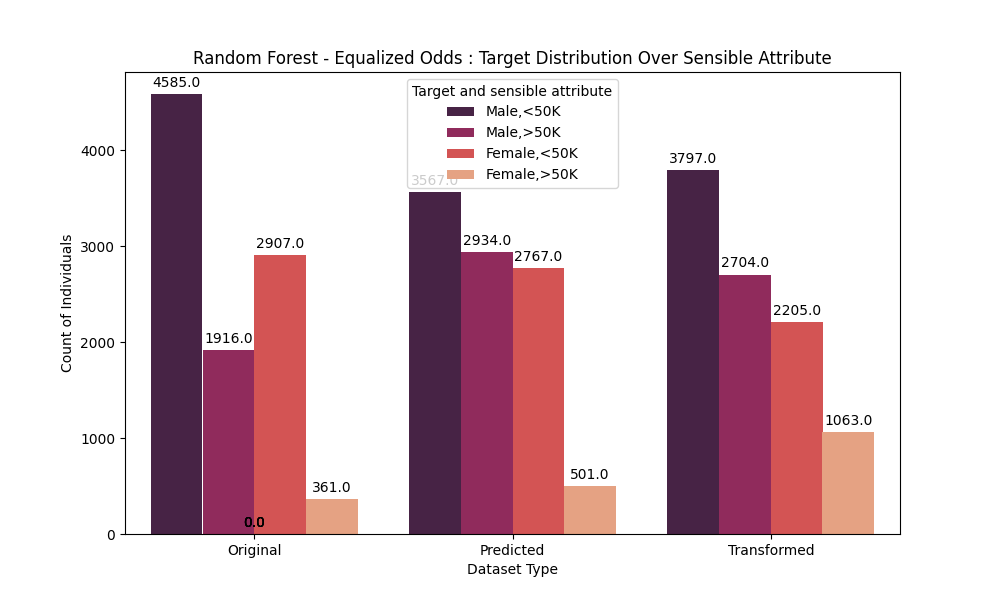 Random Forest - Equalized Odds : Target Distribution Over Sensible Attribute
4585.0
Target and sensible attribute
Male,<50K
Male,>50K
Female,<50K
Female,>50K
3567.0
3797.0
2907.0
2934.0
2767.0
2704.0
2205.0
1916.0
1063.0
361.0
501.0
0.0
4000
3000
2000
1000
0
Count of Individuals
Original
Predicted
Transformed
Dataset Type